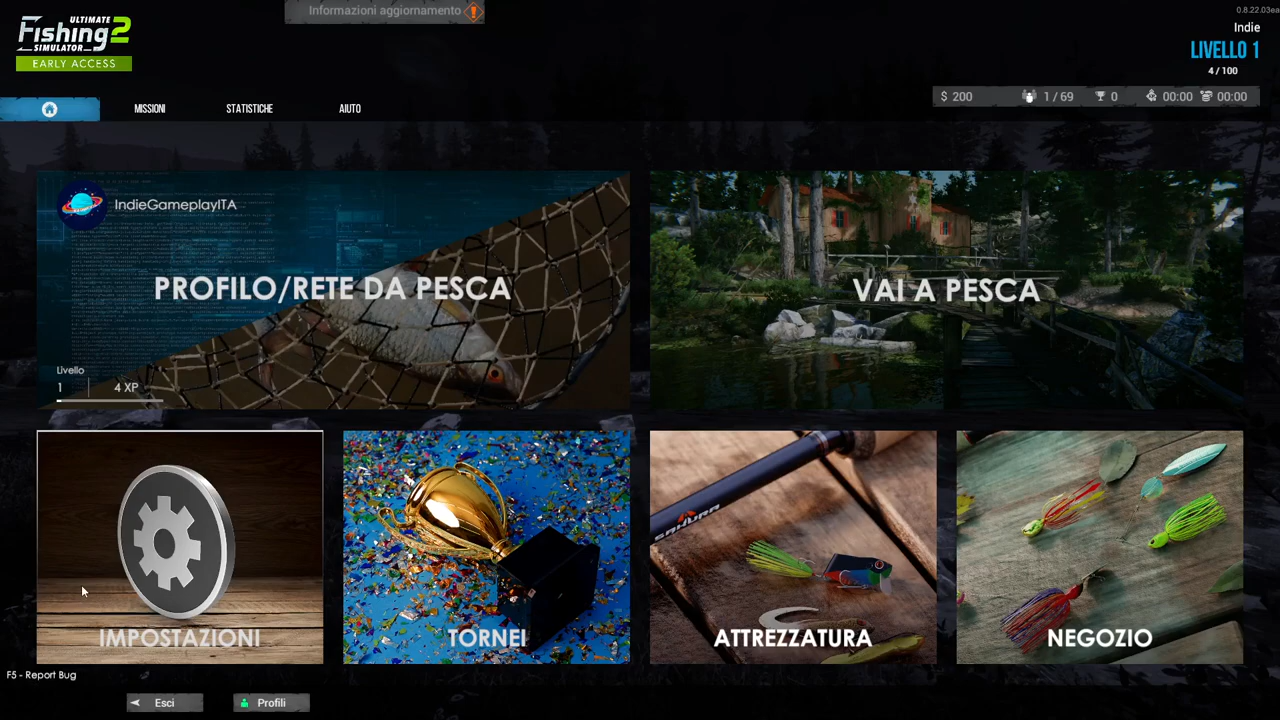 Informazioni aggiornamento
0.8.22.03ea
ULTIMATE
Fishing 2
SIMULATOR
EARLY ACCESS
Indie
LIVELLO 1
4 / 100
MISSIONI
STATISTICHE
AIUTO
$ 200
1 / 69
0
00:00
00:00
IndieGameplayITA
PROFILO/RETE DA PESCA
VAI A PESCA
Livello
1
4 XP
SAKURA
IMPOSTAZIONI
TORNEI
ATTREZZATURA
NEGOZIO
F5 - Report Bug
Esci
Profili